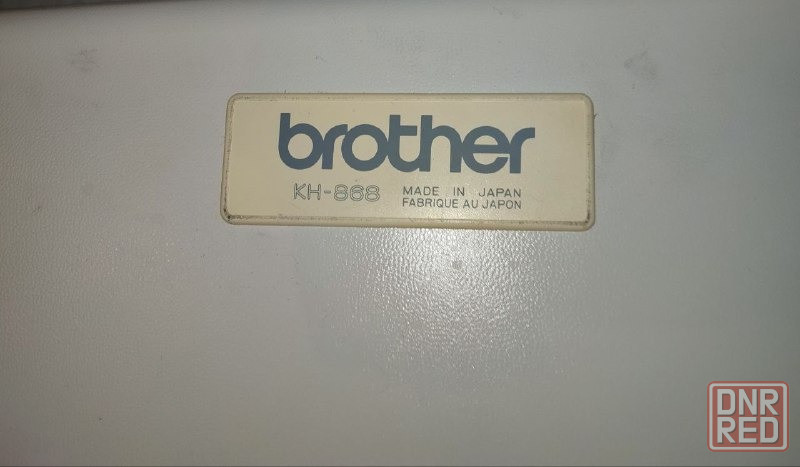 brother
KH-868
MADE IN JAPAN
FABRIQUE AU JAPON
DNR
RED